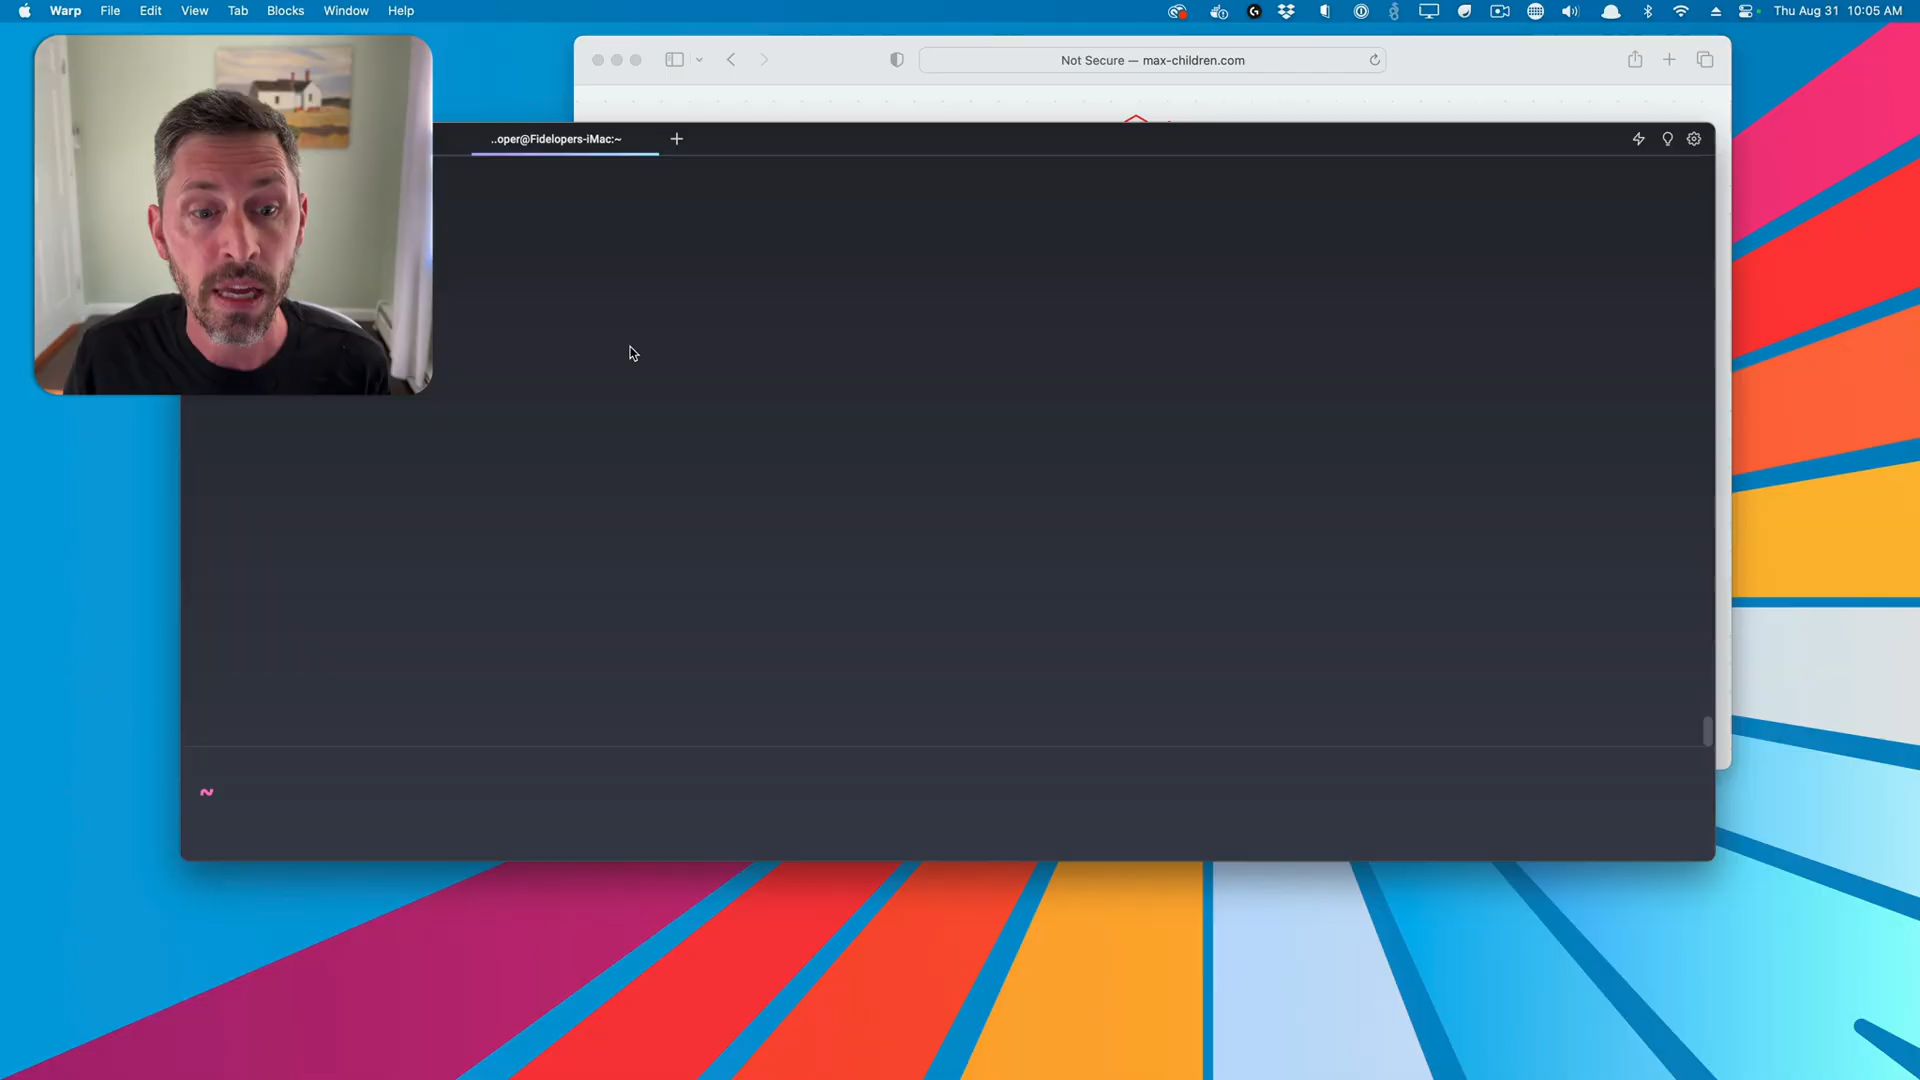 Warp File Edit View Tab Blocks Window Help Thu Aug 31 10:05 AM
Not Secure — max-children.com
..oper@Fidelopers-iMac:~
~